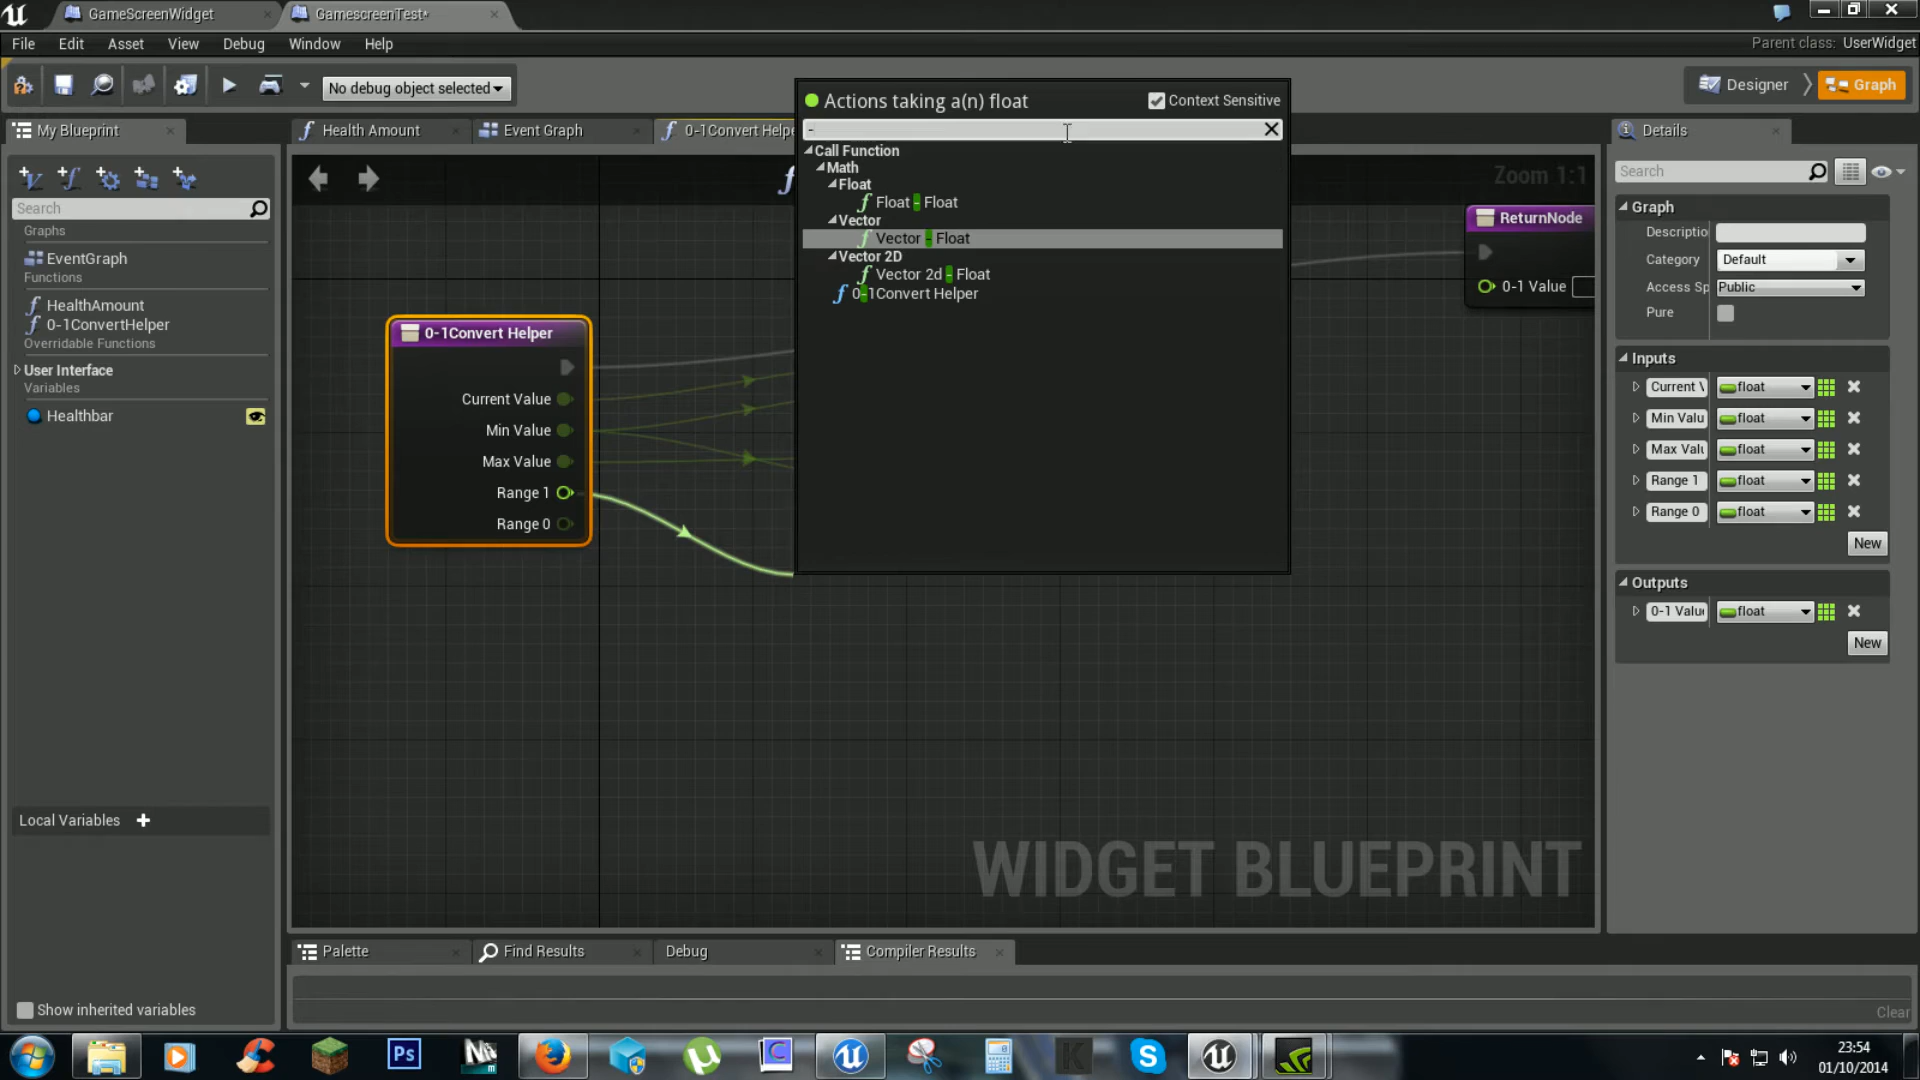 GameScreenWidget
GamescreenTest*
File Edit Asset View Debug Window Help
Parent class: UserWidget
No debug object selected
Designer
Graph
My Blueprint
Health Amount
Event Graph
0-1Convert Helpe
Actions taking a(n) float
Context Sensitive
-
Call Function
Math
Float
Float - Float
Vector
Vector - Float
Vector 2D
Vector 2d - Float
0-1Convert Helper
Search
Graphs
EventGraph
Functions
HealthAmount
0-1ConvertHelper
Overridable Functions
User Interface
Variables
Healthbar
Local Variables
Show inherited variables
Zoom 1:1
0-1Convert Helper
Current Value
Min Value
Max Value
Range 1
Range 0
ReturnNode
0-1 Value
WIDGET BLUEPRINT
Details
Search
Graph
Descriptio
Category Default
Access Sp Public
Pure
Inputs
Current V float
Min Valu float
Max Valu float
Range 1 float
Range 0 float
New
Outputs
0-1 Valu float
New
Palette
Find Results
Debug
Compiler Results
Clear
Ps
23:54
01/10/2014